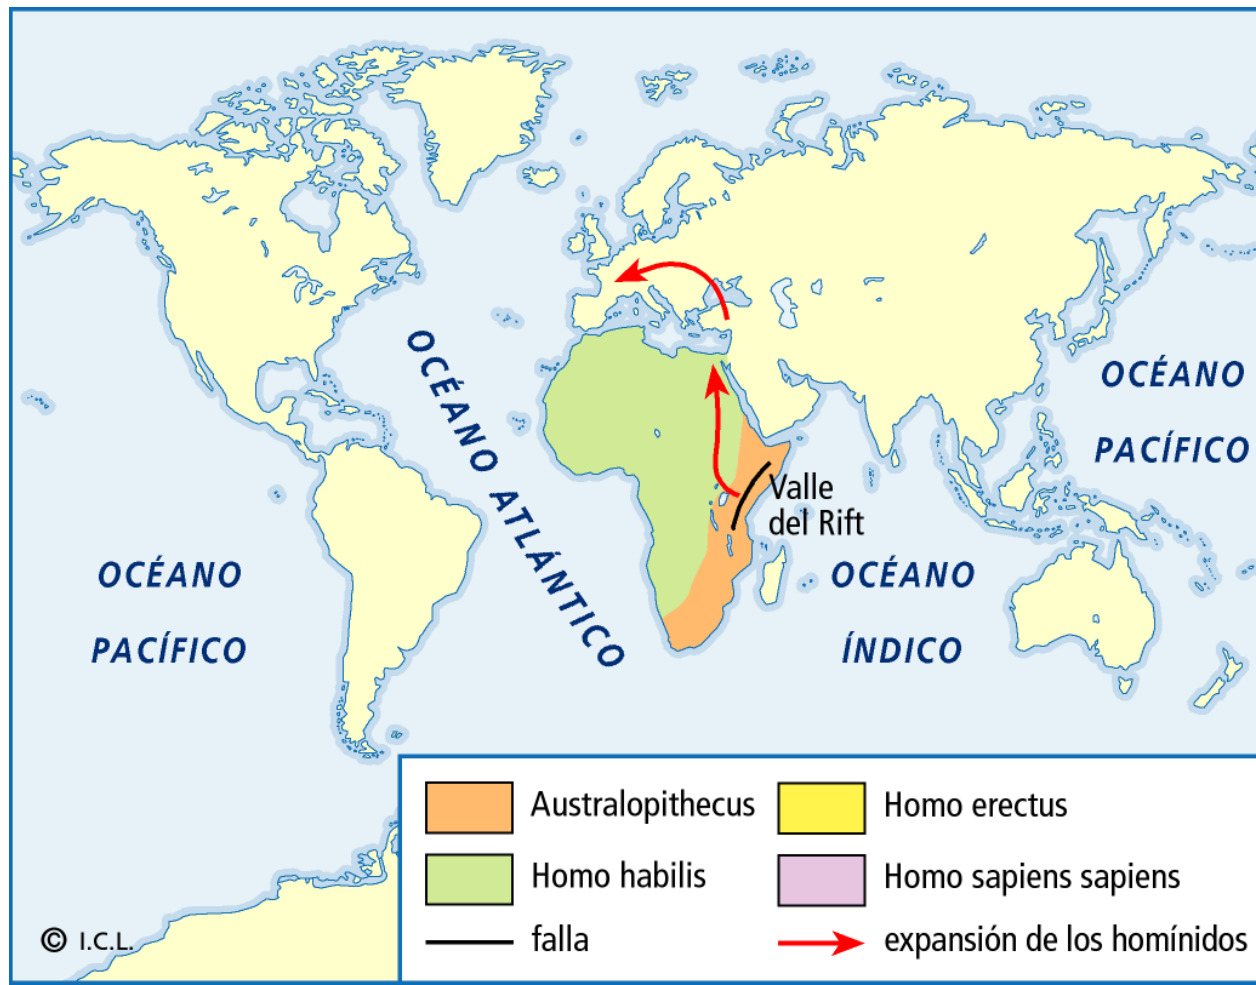 OCÉANO
ATLÁNTICO
OCÉANO
PACÍFICO
Valle
del Rift
OCÉANO
PACÍFICO
OCÉANO
ÍNDICO
Australopithecus
Homo erectus
Homo habilis
Homo sapiens sapiens
falla
expansión de los homínidos
© I.C.L.